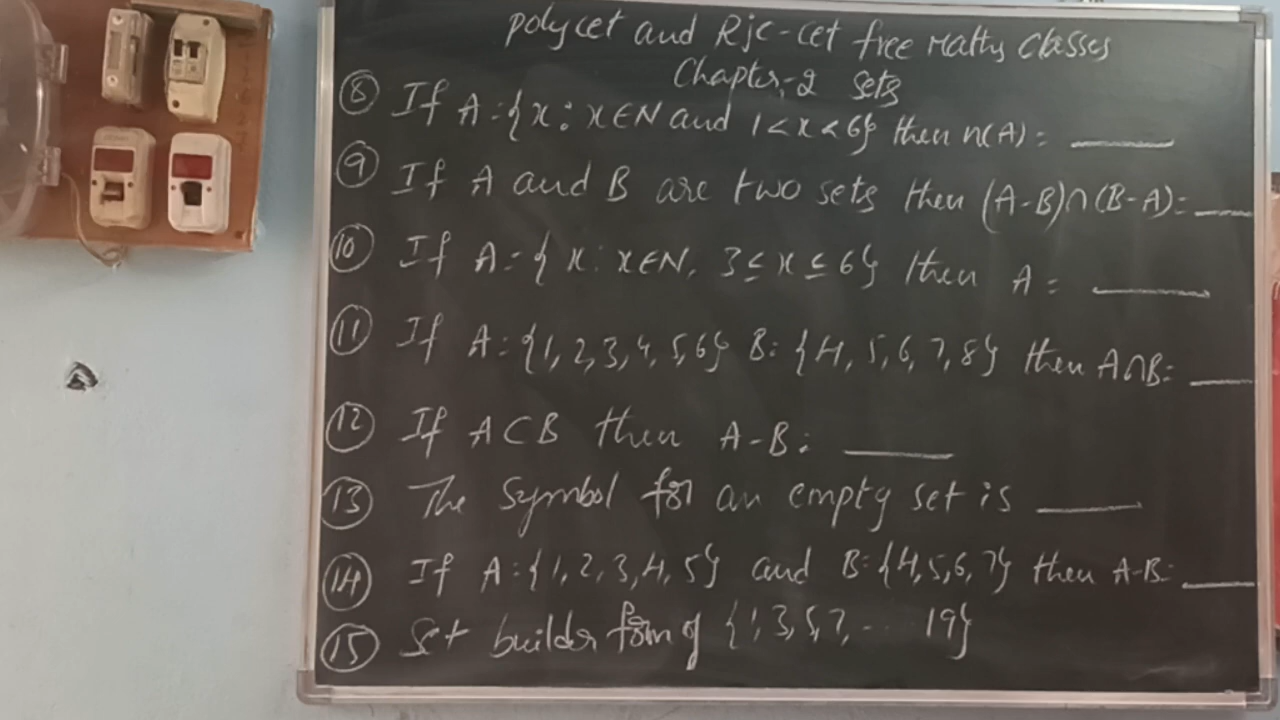 polycet and Rjc-cet free Maths Classes
Chapter-2 Sets
⑧ If A={x: x∈N and 1<x<6} then n(A)= ____
⑨ If A and B are two sets then (A-B)∩(B-A)= ____
⑩ If A={x: x∈N, 3≤x≤6} then A= ____
⑪ If A={1,2,3,4,5,6} B={4,5,6,7,8} then A∩B= ____
⑫ If A⊂B then A-B= ____
⑬ The Symbol for an empty set is ____
⑭ If A={1,2,3,4,5} and B={4,5,6,7} then A-B= ____
⑮ Set builder form of {1,3,5,7,... 19}